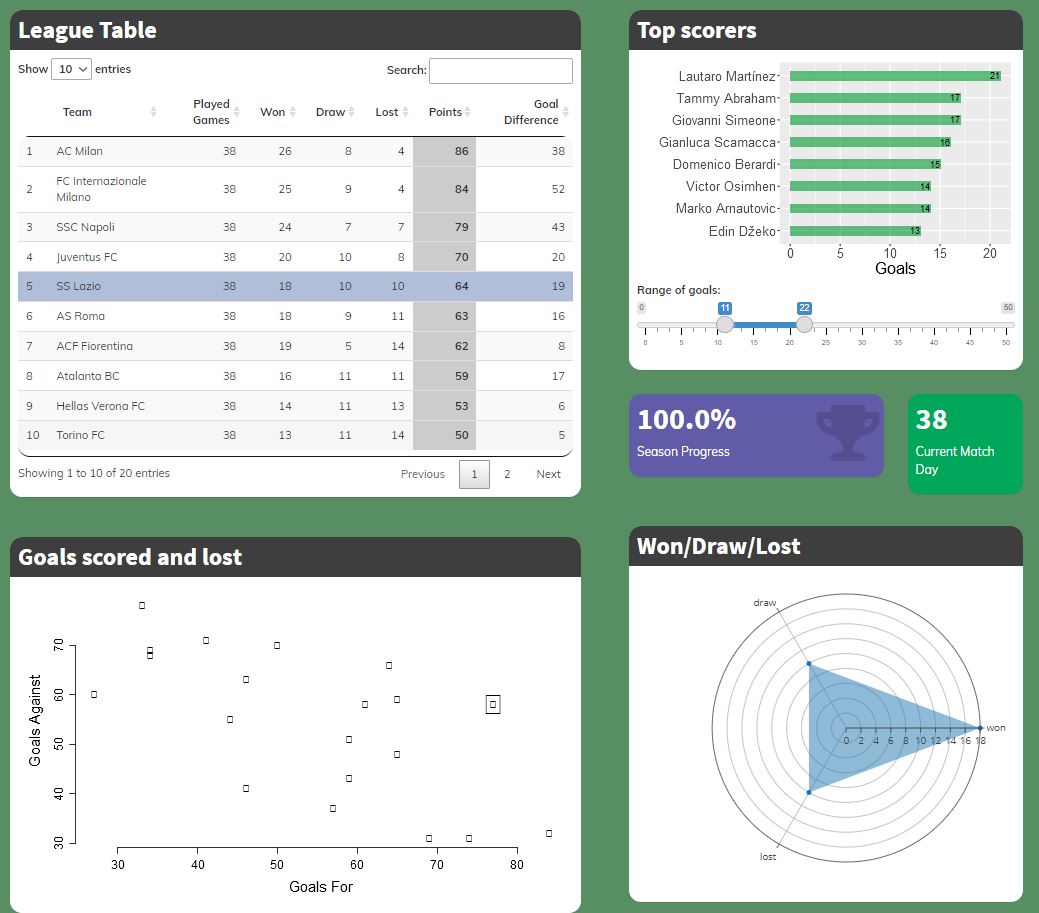 League Table
Show 10 entries
Search:
Team Played Games Won Draw Lost Points Goal Difference
1 AC Milan 38 26 8 4 86 38
2 FC Internazionale Milano 38 25 9 4 84 52
3 SSC Napoli 38 24 7 7 79 43
4 Juventus FC 38 20 10 8 70 20
5 SS Lazio 38 18 10 10 64 19
6 AS Roma 38 18 9 11 63 16
7 ACF Fiorentina 38 19 5 14 62 8
8 Atalanta BC 38 16 11 11 59 17
9 Hellas Verona FC 38 14 11 13 53 6
10 Torino FC 38 13 11 14 50 5
Showing 1 to 10 of 20 entries
Previous 1 2 Next
Top scorers
Lautaro Martínez 21
Tammy Abraham 17
Giovanni Simeone 17
Gianluca Scamacca 16
Domenico Berardi 15
Victor Osimhen 14
Marko Arnautovic 14
Edin Džeko 13
0 5 10 15 20
Goals
Range of goals:
0 11 22 50
0 5 10 15 20 25 30 35 40 45 50
100.0%
Season Progress
38
Current Match
Day
Goals scored and lost
Goals Against
70
60
50
40
30
30 40 50 60 70 80
Goals For
Won/Draw/Lost
draw
won
0 2 4 6 8 10 12 14 16 18
lost